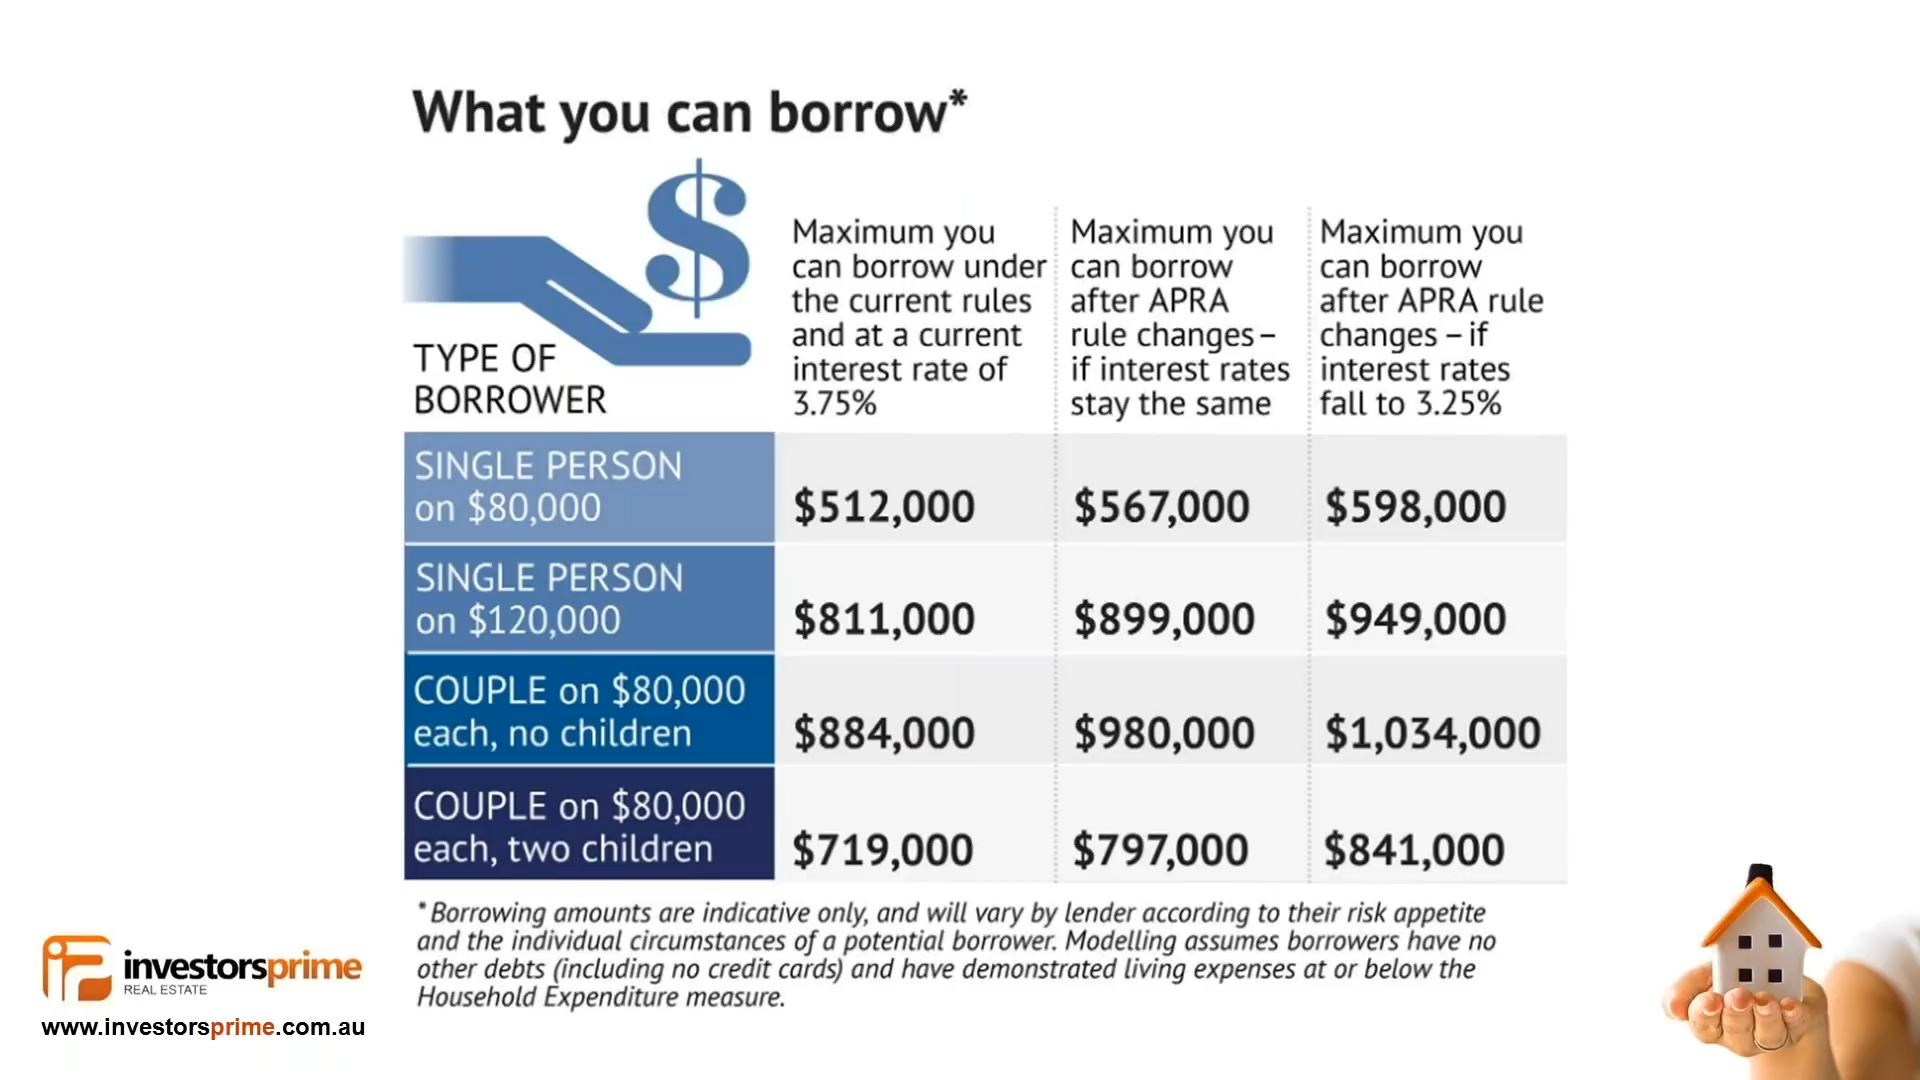 What you can borrow*
$
TYPE OF
BORROWER
Maximum you
can borrow under
the current rules
and at a current
interest rate of
3.75%
Maximum you
can borrow
after APRA
rule changes –
if interest rates
stay the same
Maximum you
can borrow
after APRA rule
changes – if
interest rates
fall to 3.25%
SINGLE PERSON
on $80,000
$512,000
$567,000
$598,000
SINGLE PERSON
on $120,000
$811,000
$899,000
$949,000
COUPLE on $80,000
each, no children
$884,000
$980,000
$1,034,000
COUPLE on $80,000
each, two children
$719,000
$797,000
$841,000
* Borrowing amounts are indicative only, and will vary by lender according to their risk appetite
and the individual circumstances of a potential borrower. Modelling assumes borrowers have no
other debts (including no credit cards) and have demonstrated living expenses at or below the
Household Expenditure measure.
investorsprime
REAL ESTATE
www.investorsprime.com.au